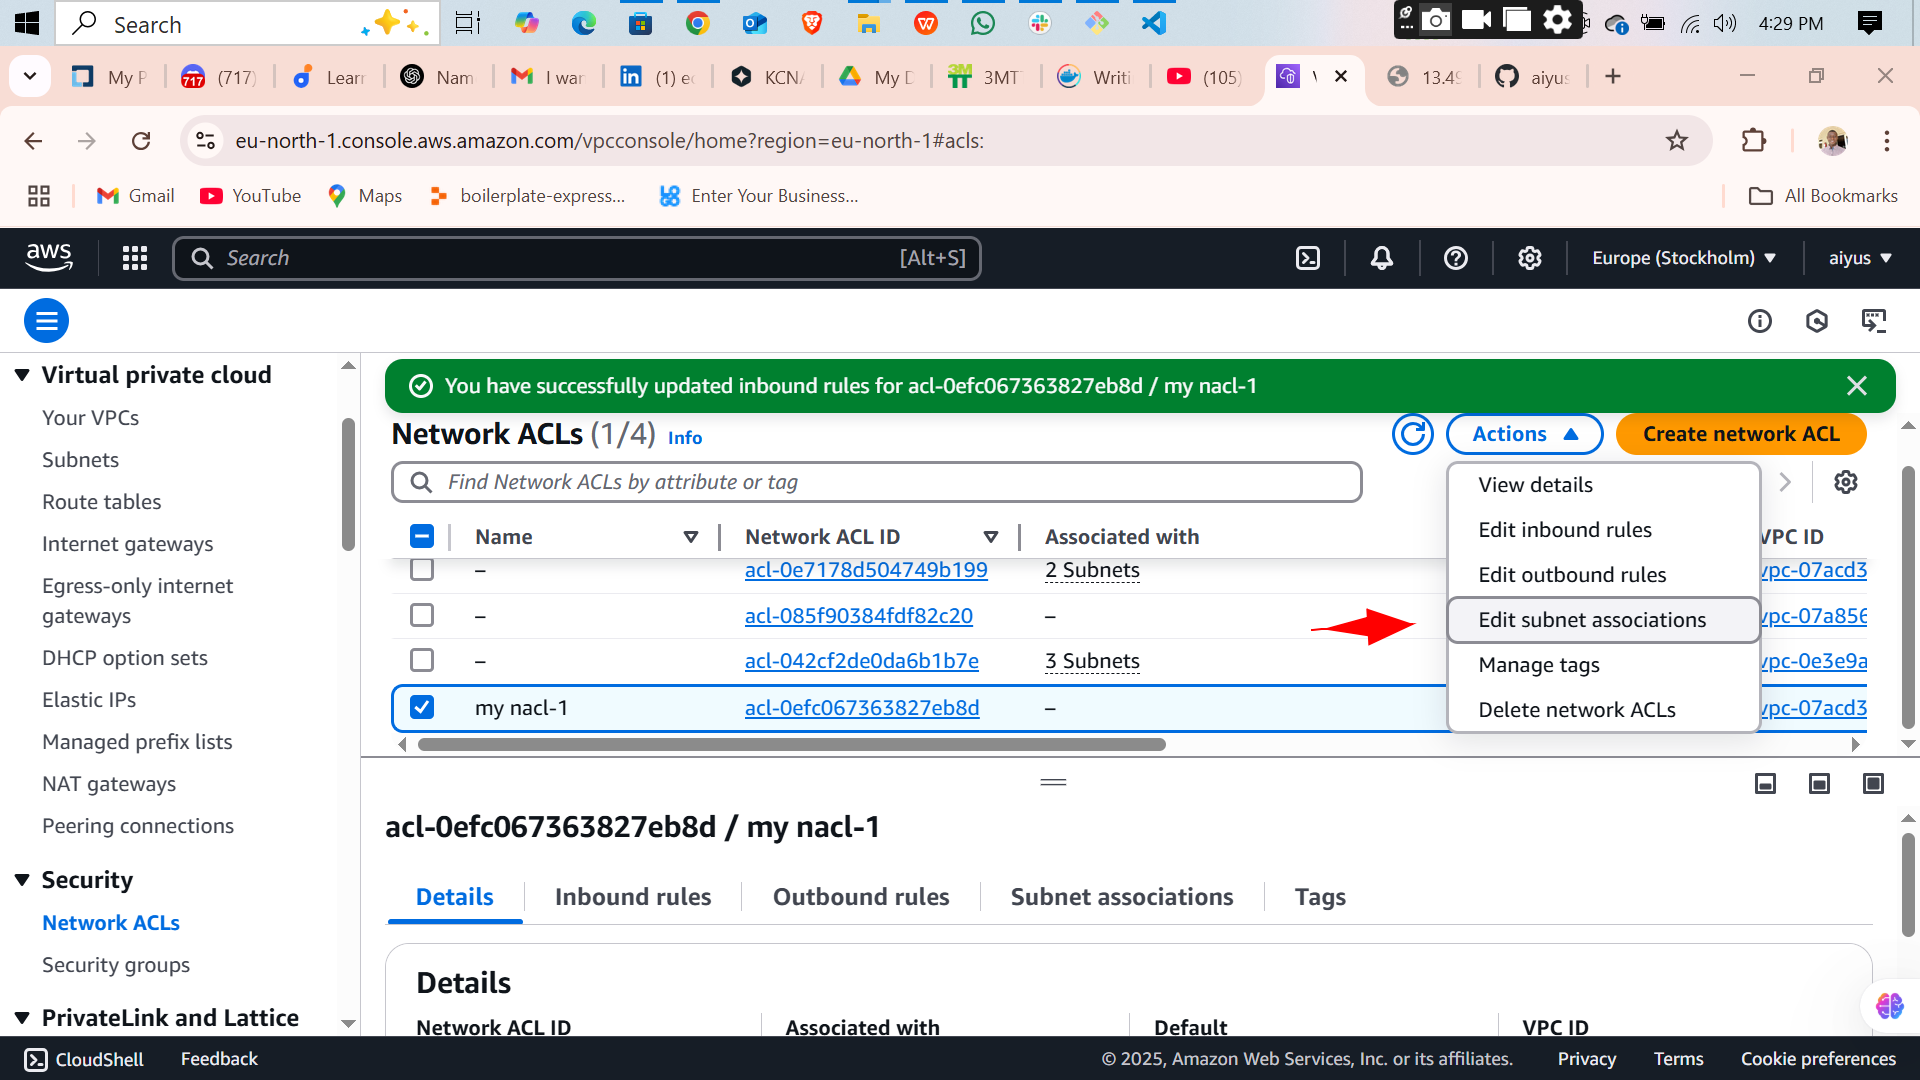 Search
4:29 PM
My P
717
(717)
Learn
Nam
I wan
(1) ec
KCNA
My D
3MT
Writi
(105)
13.49
aiyus
eu-north-1.console.aws.amazon.com/vpcconsole/home?region=eu-north-1#acls:
Gmail
YouTube
Maps
boilerplate-express...
Enter Your Business...
All Bookmarks
aws
Search
[Alt+S]
Europe (Stockholm)
aiyus
Virtual private cloud
Your VPCs
Subnets
Route tables
Internet gateways
Egress-only internet
gateways
DHCP option sets
Elastic IPs
Managed prefix lists
NAT gateways
Peering connections
Security
Network ACLs
Security groups
PrivateLink and Lattice
You have successfully updated inbound rules for acl-0efc067363827eb8d / my nacl-1
Network ACLs (1/4) Info
Actions
Create network ACL
Find Network ACLs by attribute or tag
Name
Network ACL ID
Associated with
VPC ID
– acl-0e7178d504749b199 2 Subnets vpc-07acd3
– acl-085f90384fdf82c20 – vpc-07a856
– acl-042cf2de0da6b1b7e 3 Subnets vpc-0e3e9a
my nacl-1 acl-0efc067363827eb8d – vpc-07acd3
View details
Edit inbound rules
Edit outbound rules
Edit subnet associations
Manage tags
Delete network ACLs
acl-0efc067363827eb8d / my nacl-1
Details
Inbound rules
Outbound rules
Subnet associations
Tags
Details
Network ACL ID
Associated with
Default
VPC ID
CloudShell
Feedback
© 2025, Amazon Web Services, Inc. or its affiliates.
Privacy
Terms
Cookie preferences